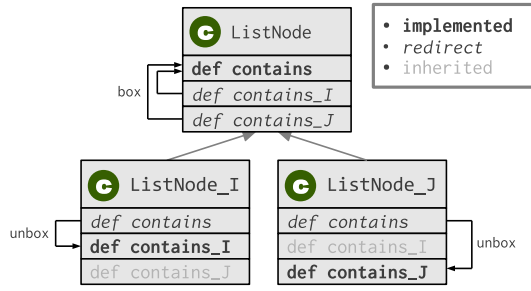 C ListNode
def contains
def contains_I
def contains_J
box
• implemented
• redirect
• inherited
C ListNode_I
def contains
def contains_I
def contains_J
unbox
C ListNode_J
def contains
def contains_I
def contains_J
unbox